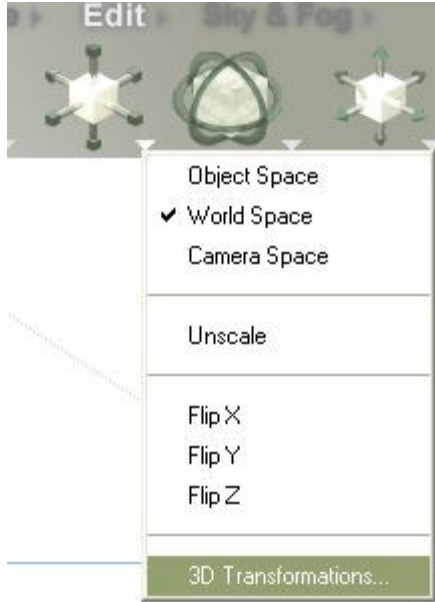 Edit Sky & Fog
Object Space
World Space
Camera Space
Unscale
Flip X
Flip Y
Flip Z
3D Transformations...